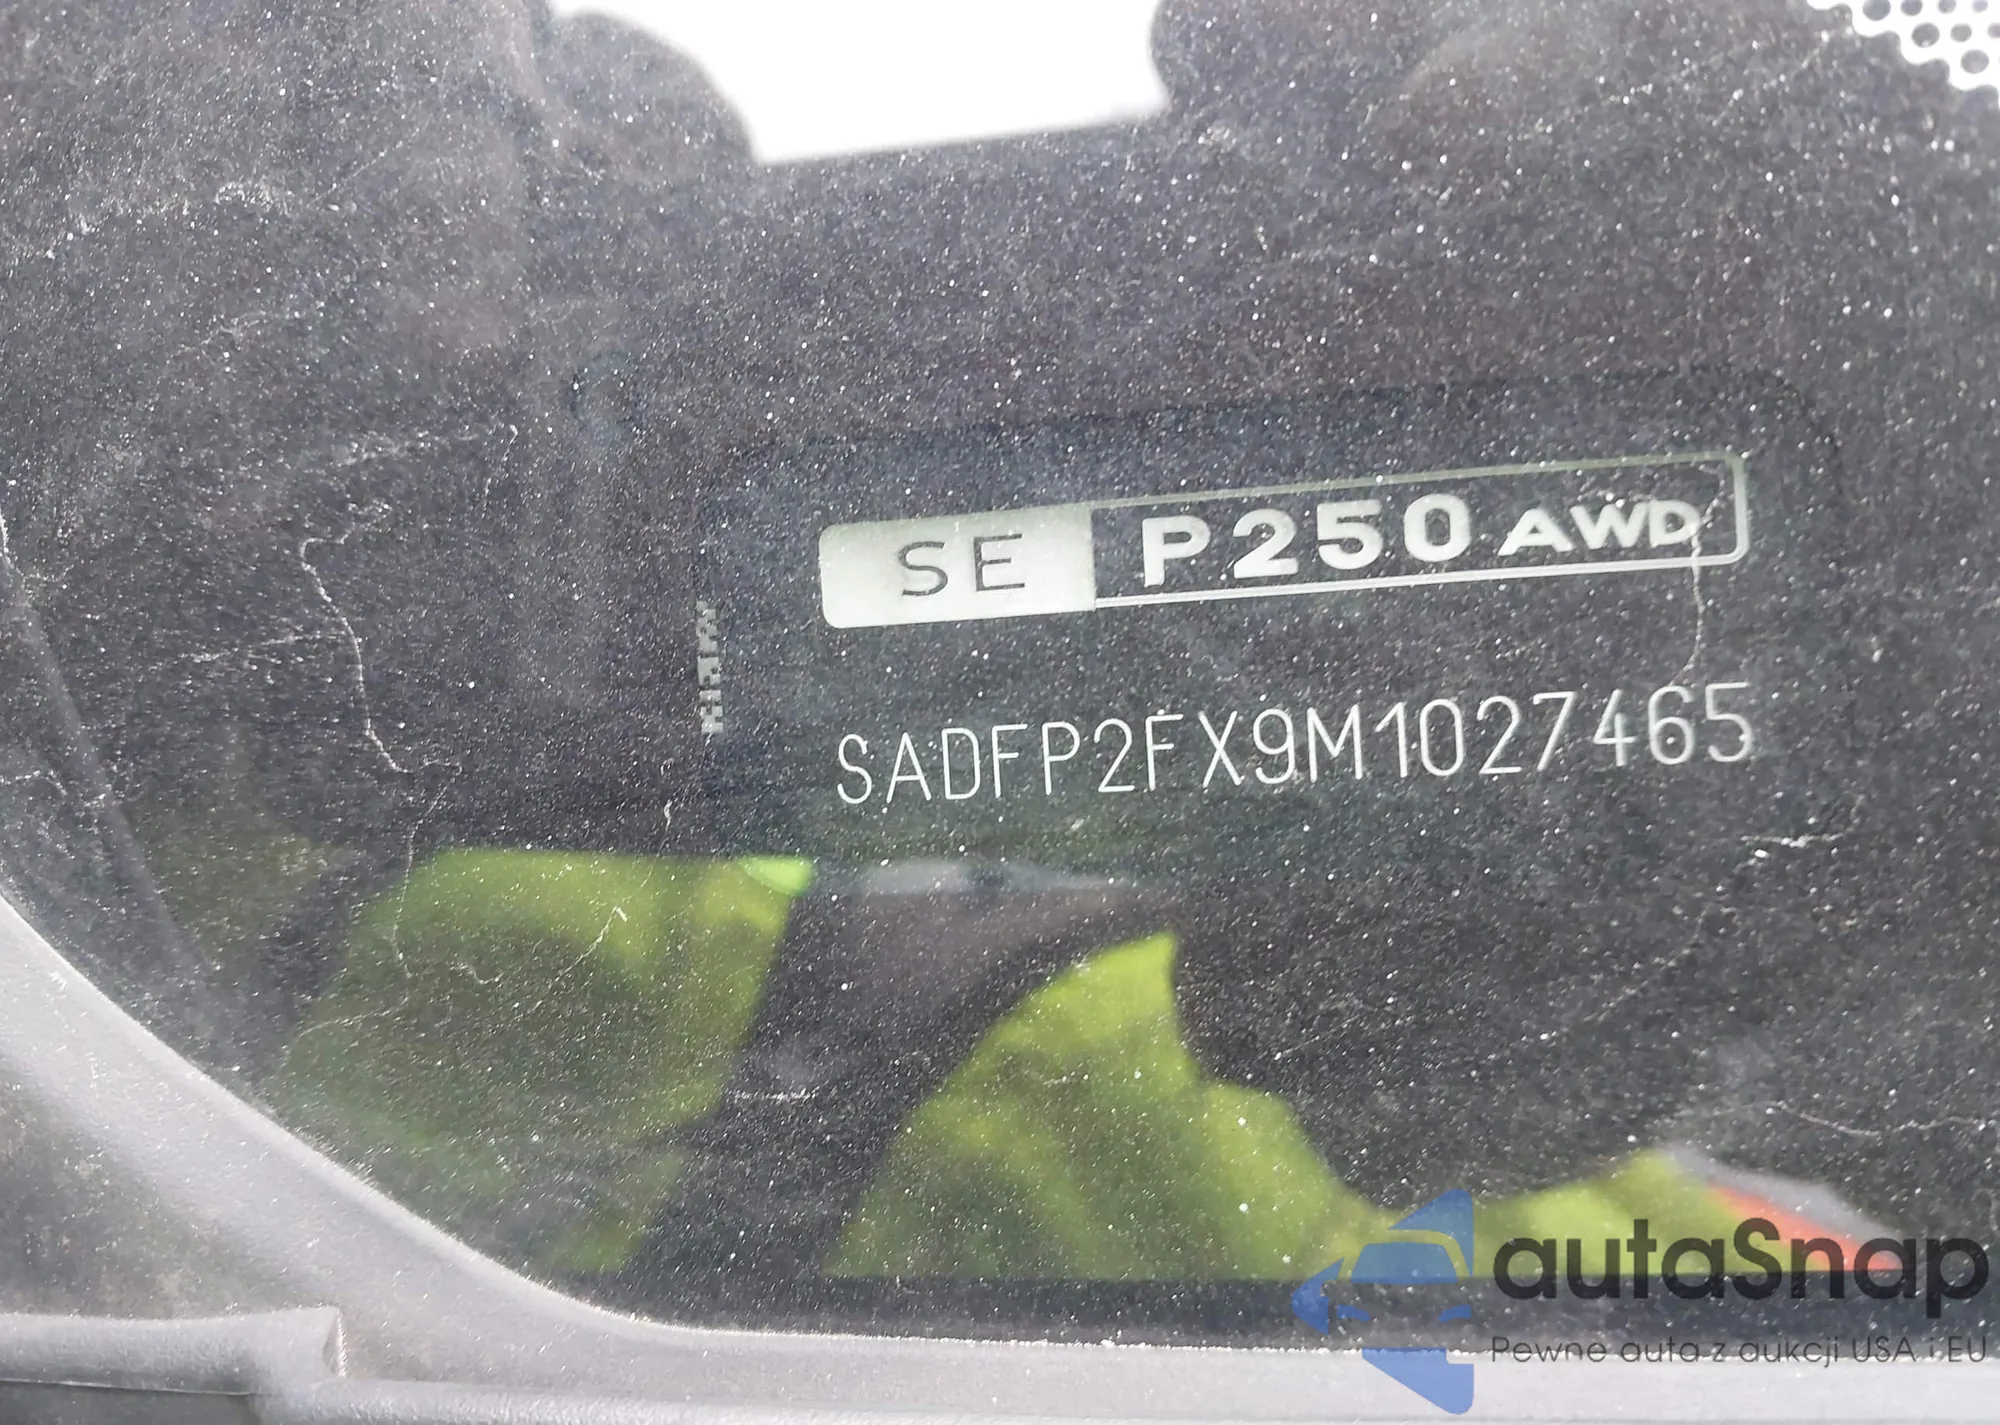 SE P250 AWD
SADFP2FX9M1027465
autaSnap
Pewne auta z aukcji USA i EU